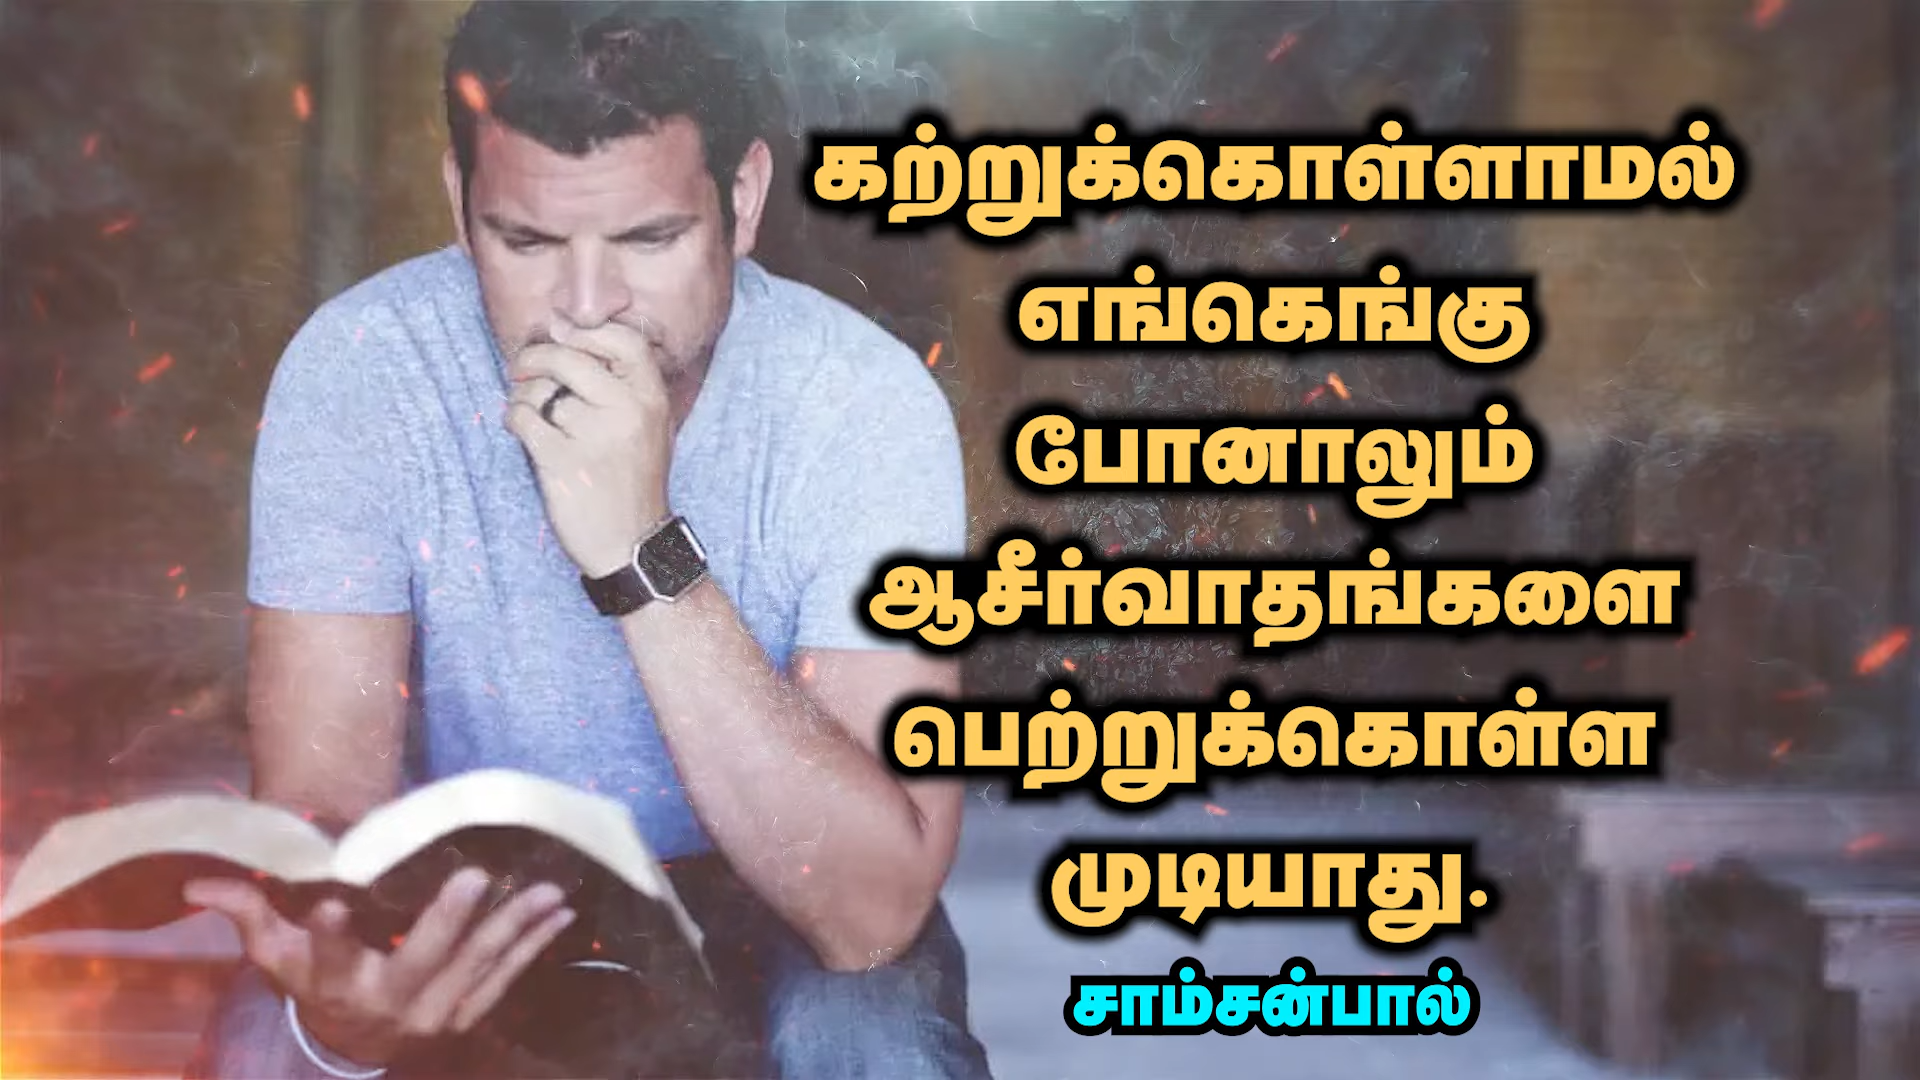 கற்றுக்கொள்ளாமல்
எங்கெங்கு
போனாலும்
ஆசீர்வாதங்களை
பெற்றுக்கொள்ள
முடியாது.
சாம்சன்பால்